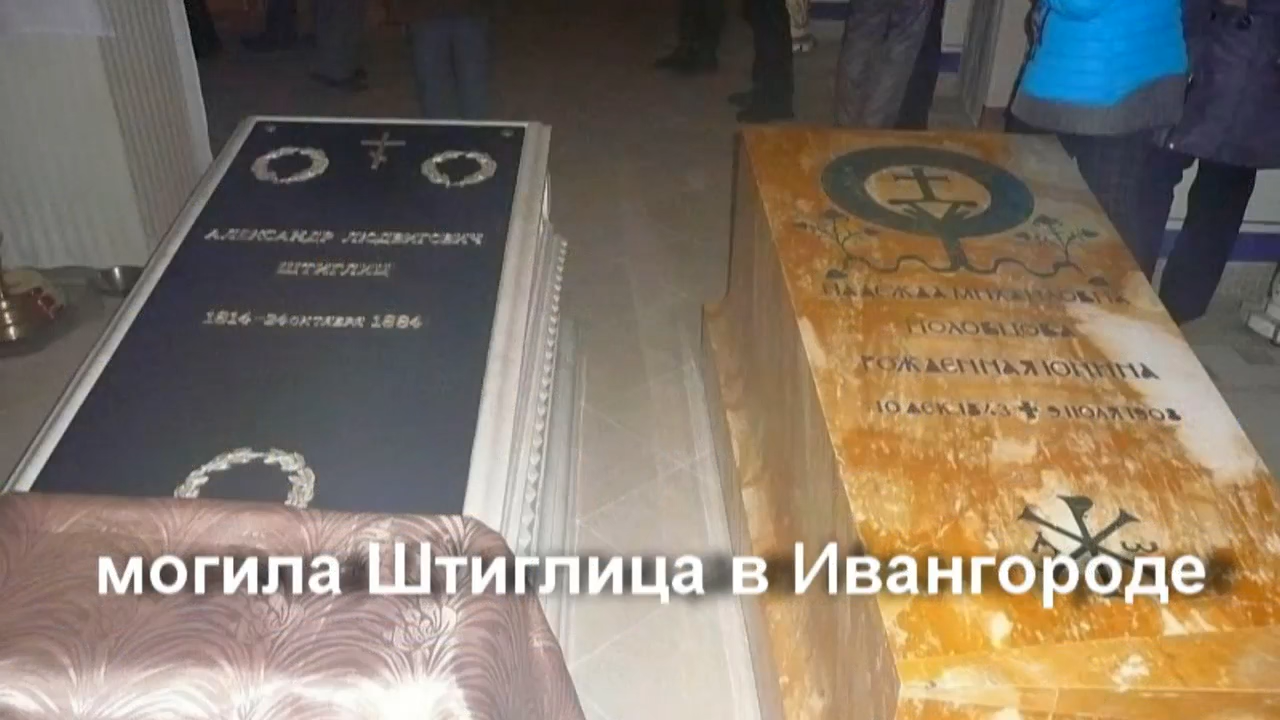 АЛЕКСАНДР ЛЮДВИГОВИЧ
ШТИГЛИЦ
1814 – 24 ОКТЯБРЯ 1884
НАДЕЖДА МИХАЙЛОВНА
ПОЛОВЦОВА
РОЖДЕННАЯ ЮНИНА
10 ДЕК. 1843 9 ИЮЛЯ 1908
А ω
могила Штиглица в Ивангороде